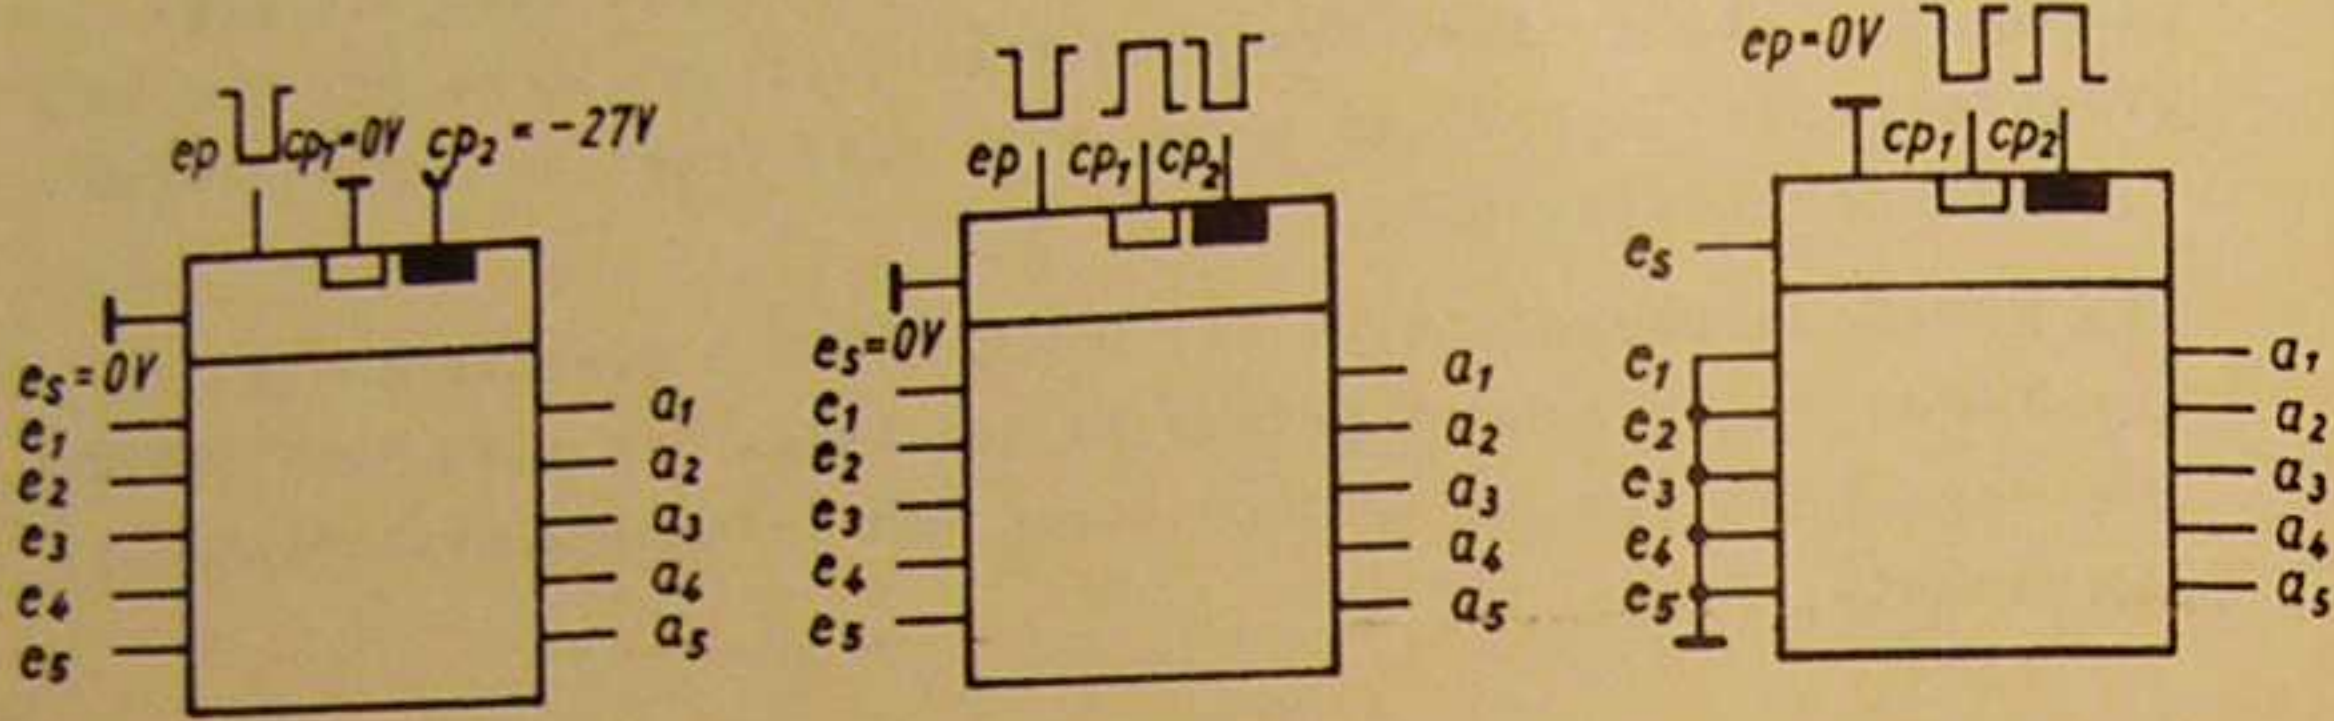 ep cp₁=0V cp₂ = -27V
eₛ=0V
e₁
e₂
e₃
e₄
e₅
a₁
a₂
a₃
a₄
a₅
ep cp₁ cp₂
eₛ=0V
e₁
e₂
e₃
e₄
e₅
a₁
a₂
a₃
a₄
a₅
ep=0V
cp₁ cp₂
eₛ
e₁
e₂
e₃
e₄
e₅
a₁
a₂
a₃
a₄
a₅